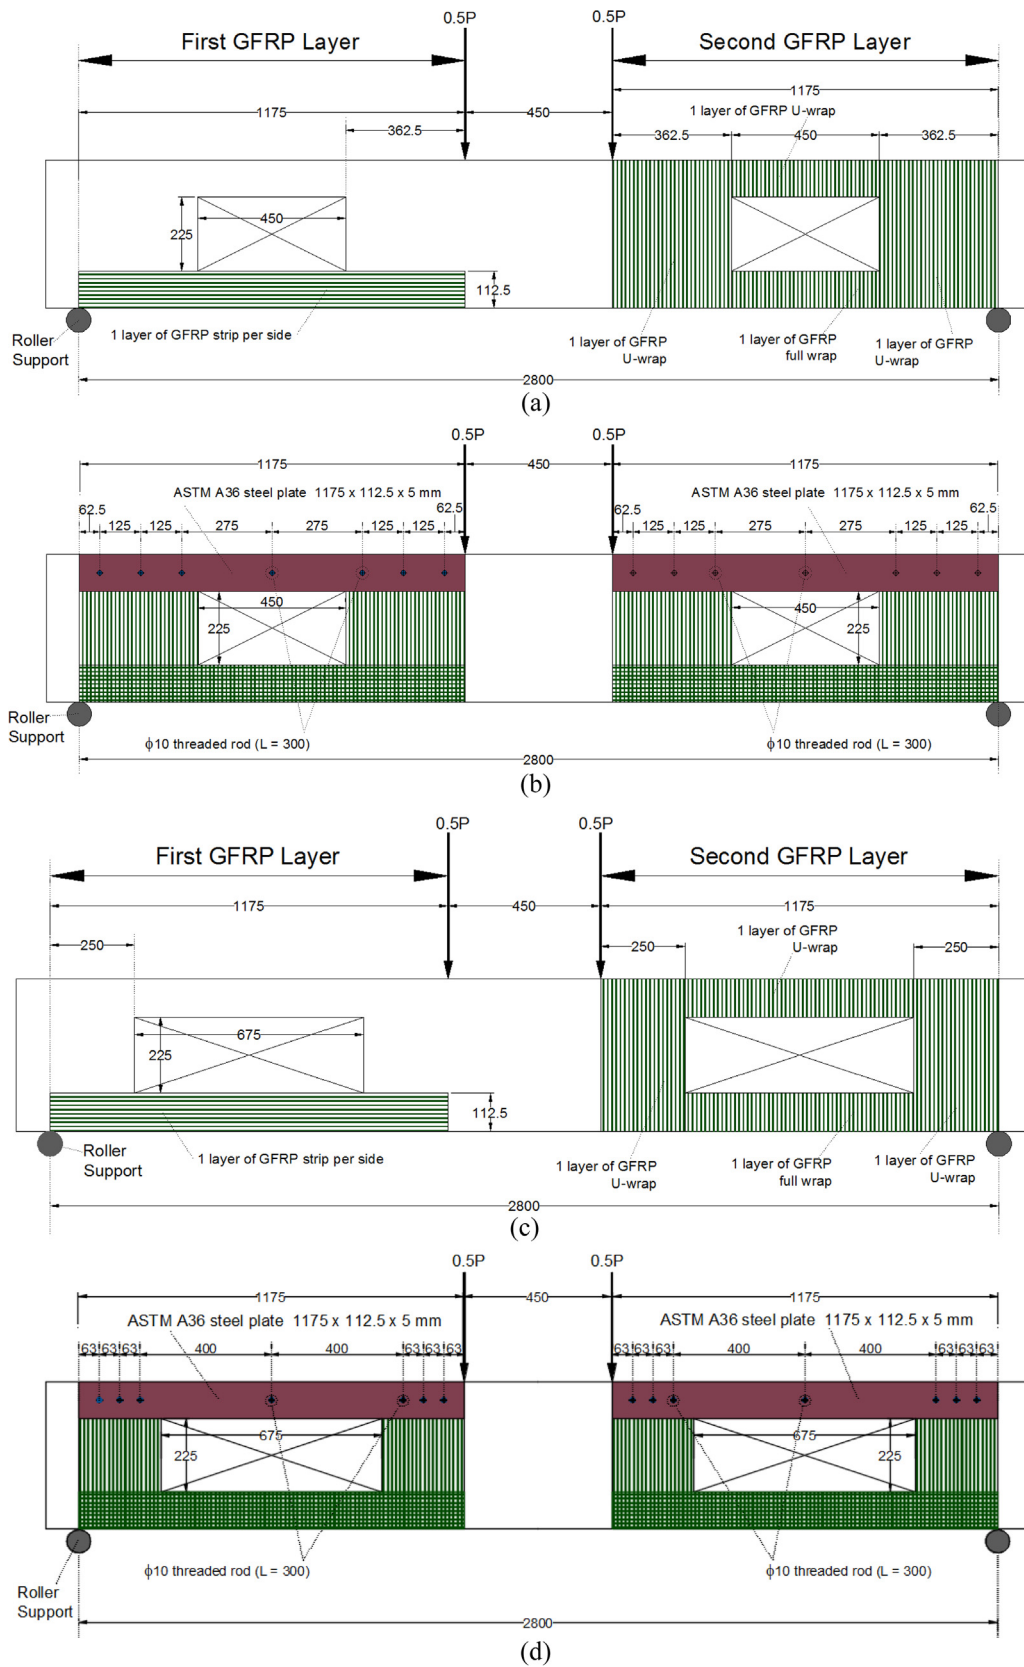 0.5P 0.5P
First GFRP Layer Second GFRP Layer
1175
1175 450 1 layer of GFRP U-wrap
362.5 362.5 450 362.5
450
225
112.5
1 layer of GFRP strip per side
Roller
Support
1 layer of GFRP
U-wrap
1 layer of GFRP
full wrap
1 layer of GFRP
U-wrap
2800
(a)
0.5P 0.5P
1175 450 1175
ASTM A36 steel plate 1175 x 112.5 x 5 mm ASTM A36 steel plate 1175 x 112.5 x 5 mm
62.5 62.5 62.5 62.5
125 125 275 275 125 125 125 125 275 275 125 125
450 450
225 225
Roller
Support
ϕ10 threaded rod (L = 300) ϕ10 threaded rod (L = 300)
2800
(b)
0.5P 0.5P
First GFRP Layer Second GFRP Layer
1175 450 1175
250 250 1 layer of GFRP
U-wrap 250
675
225
112.5
Roller
Support
1 layer of GFRP strip per side
1 layer of GFRP
U-wrap
1 layer of GFRP
full wrap
1 layer of GFRP
U-wrap
2800
(c)
0.5P 0.5P
1175 450 1175
ASTM A36 steel plate 1175 x 112.5 x 5 mm ASTM A36 steel plate 1175 x 112.5 x 5 mm
63 63 63 400 400 63 63 63 63 63 63 400 400 63 63 63
675 675
225 225
ϕ10 threaded rod (L = 300) ϕ10 threaded rod (L = 300)
Roller
Support
2800
(d)